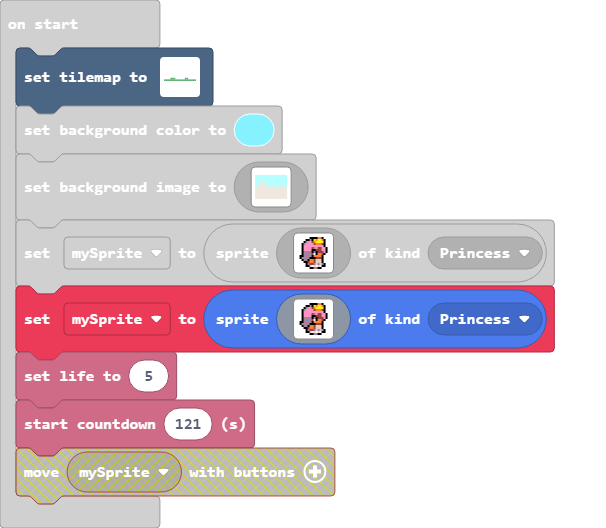 on start
set tilemap to
set background color to
set background image to
set mySprite to sprite of kind Princess
set mySprite to sprite of kind Princess
set life to 5
start countdown 121 (s)
move mySprite with buttons